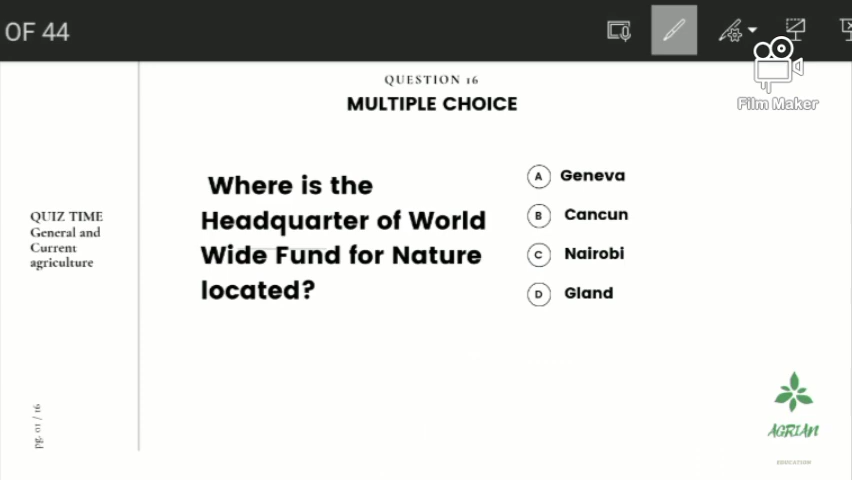 OF 44
Film Maker
QUESTION 16
MULTIPLE CHOICE
Where is the
Headquarter of World
Wide Fund for Nature
located?
A Geneva
B Cancun
C Nairobi
D Gland
QUIZ TIME
General and
Current
agriculture
pg. 01 / 16
AGRIAN
EDUCATION